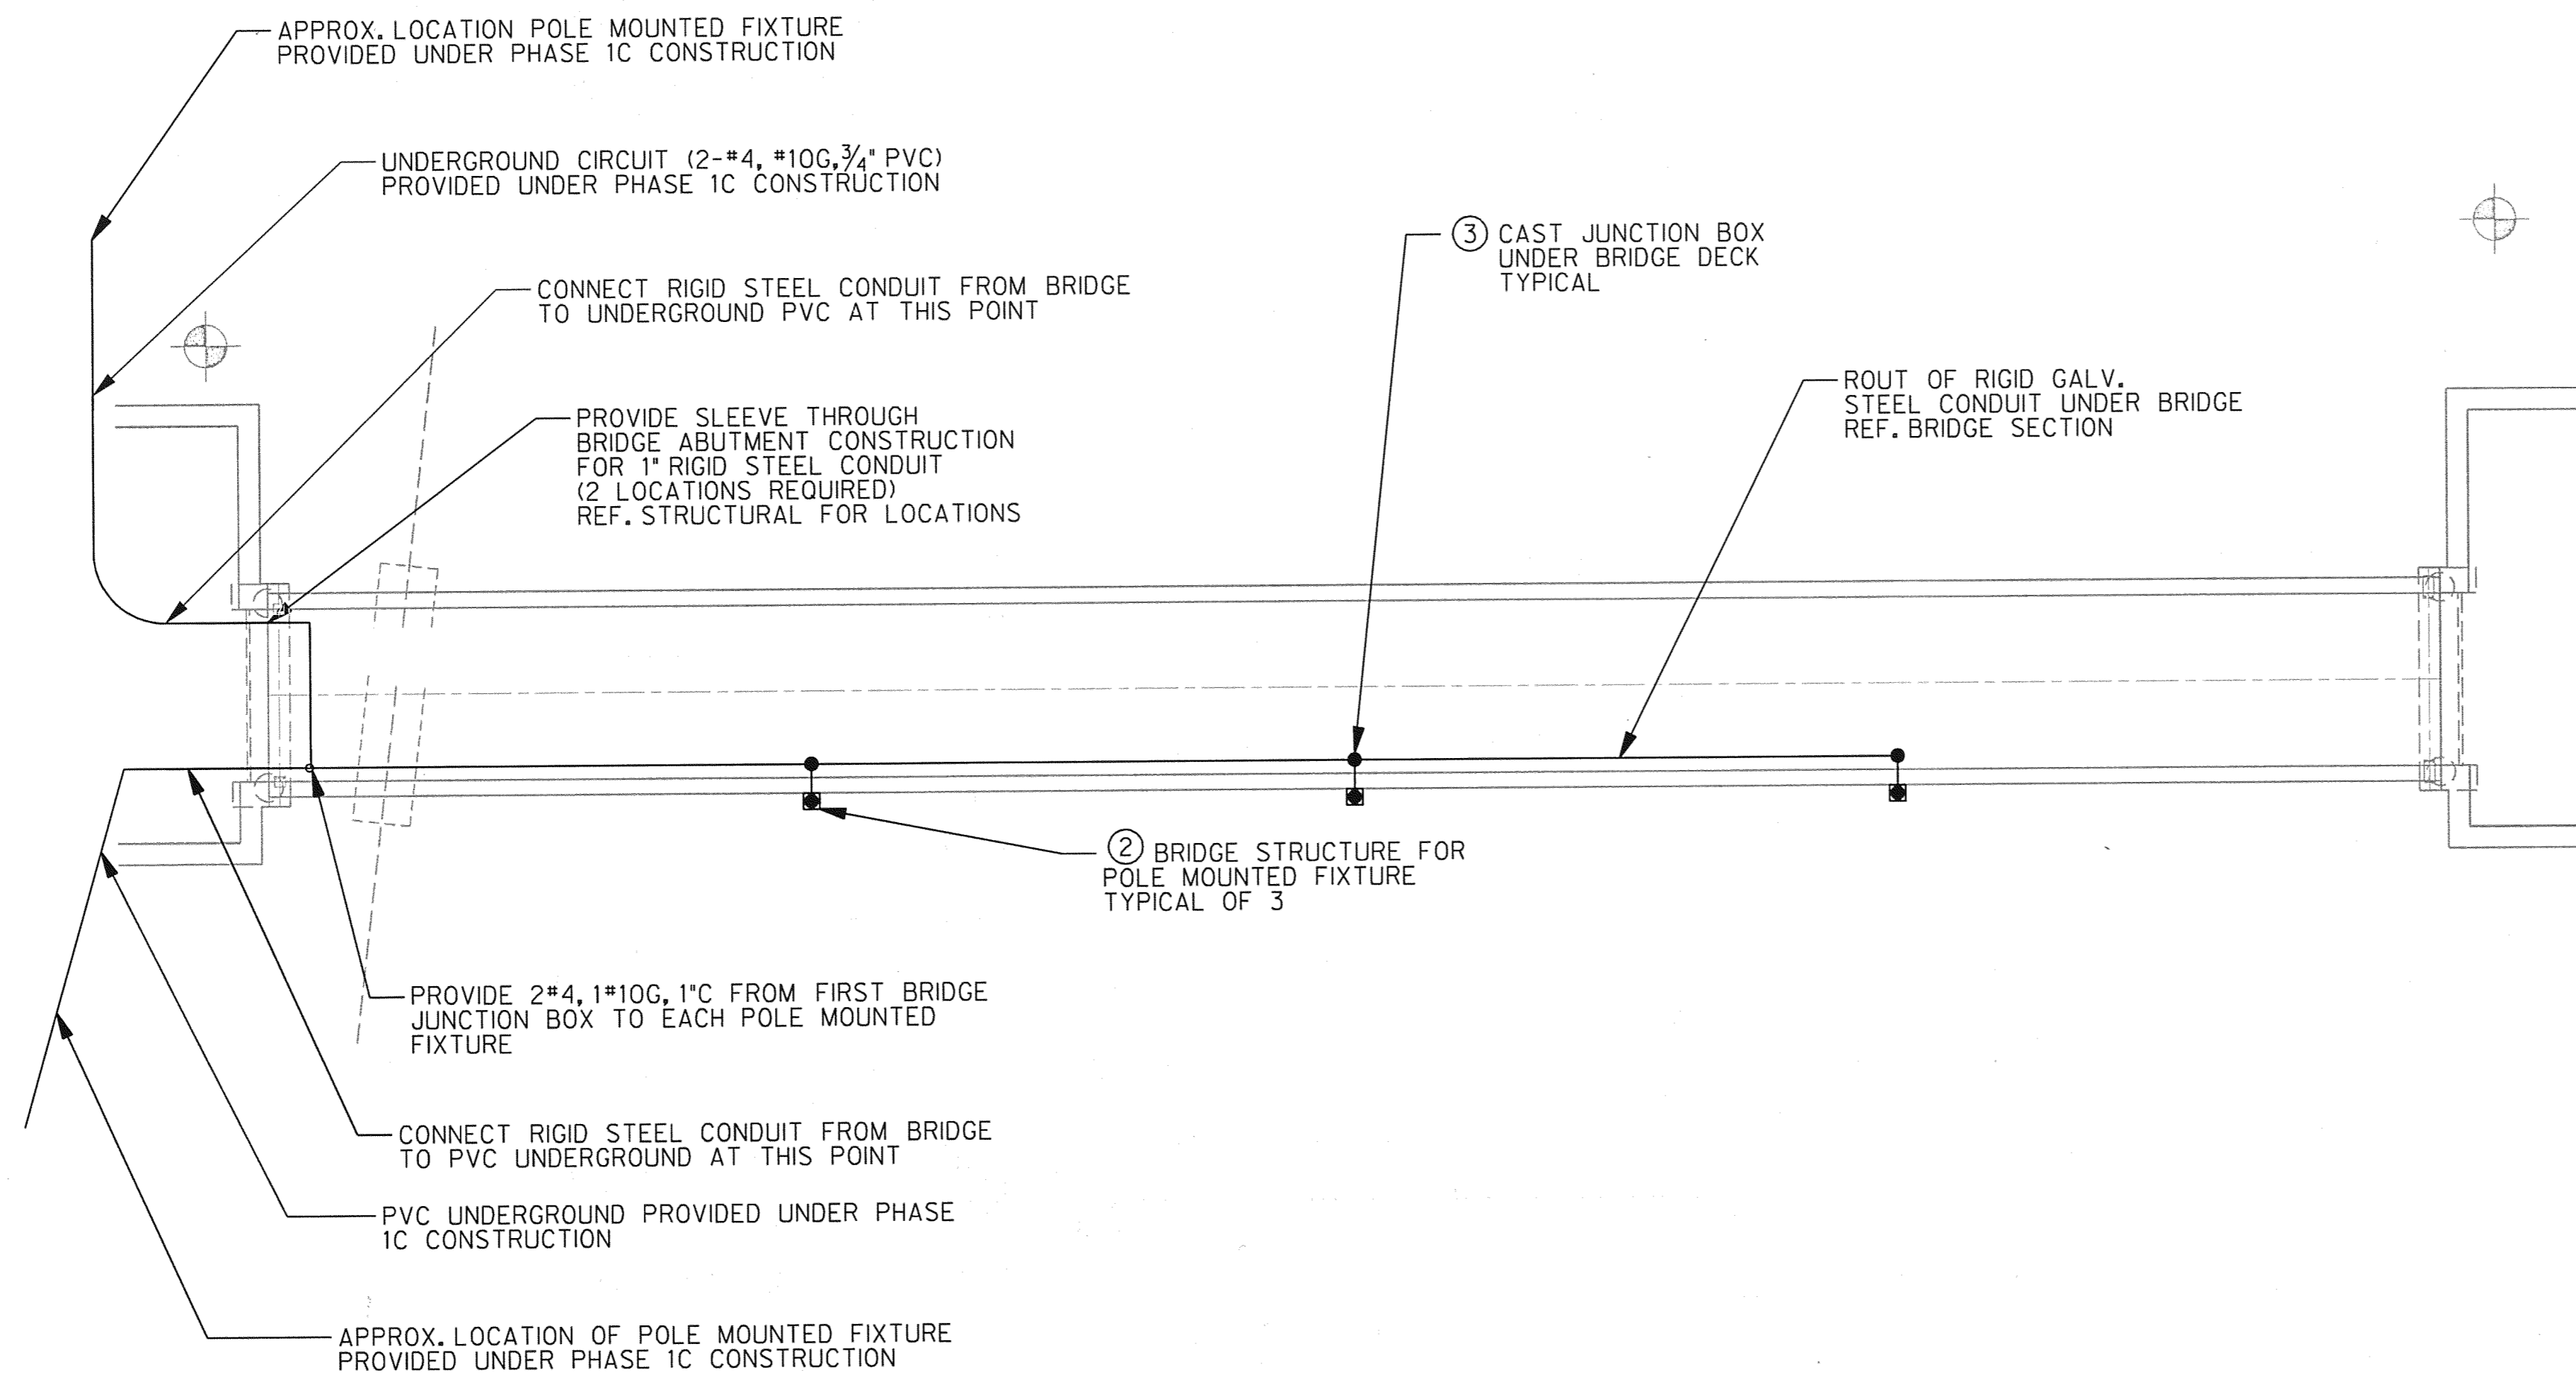 APPROX. LOCATION POLE MOUNTED FIXTURE
PROVIDED UNDER PHASE 1C CONSTRUCTION
UNDERGROUND CIRCUIT (2-#4, #10G, 3/4" PVC)
PROVIDED UNDER PHASE 1C CONSTRUCTION
CONNECT RIGID STEEL CONDUIT FROM BRIDGE
TO UNDERGROUND PVC AT THIS POINT
PROVIDE SLEEVE THROUGH
BRIDGE ABUTMENT CONSTRUCTION
FOR 1" RIGID STEEL CONDUIT
(2 LOCATIONS REQUIRED)
REF. STRUCTURAL FOR LOCATIONS
3 CAST JUNCTION BOX
UNDER BRIDGE DECK
TYPICAL
ROUT OF RIGID GALV.
STEEL CONDUIT UNDER BRIDGE
REF. BRIDGE SECTION
2 BRIDGE STRUCTURE FOR
POLE MOUNTED FIXTURE
TYPICAL OF 3
PROVIDE 2#4, 1#10G, 1"C FROM FIRST BRIDGE
JUNCTION BOX TO EACH POLE MOUNTED
FIXTURE
CONNECT RIGID STEEL CONDUIT FROM BRIDGE
TO PVC UNDERGROUND AT THIS POINT
PVC UNDERGROUND PROVIDED UNDER PHASE
1C CONSTRUCTION
APPROX. LOCATION OF POLE MOUNTED FIXTURE
PROVIDED UNDER PHASE 1C CONSTRUCTION